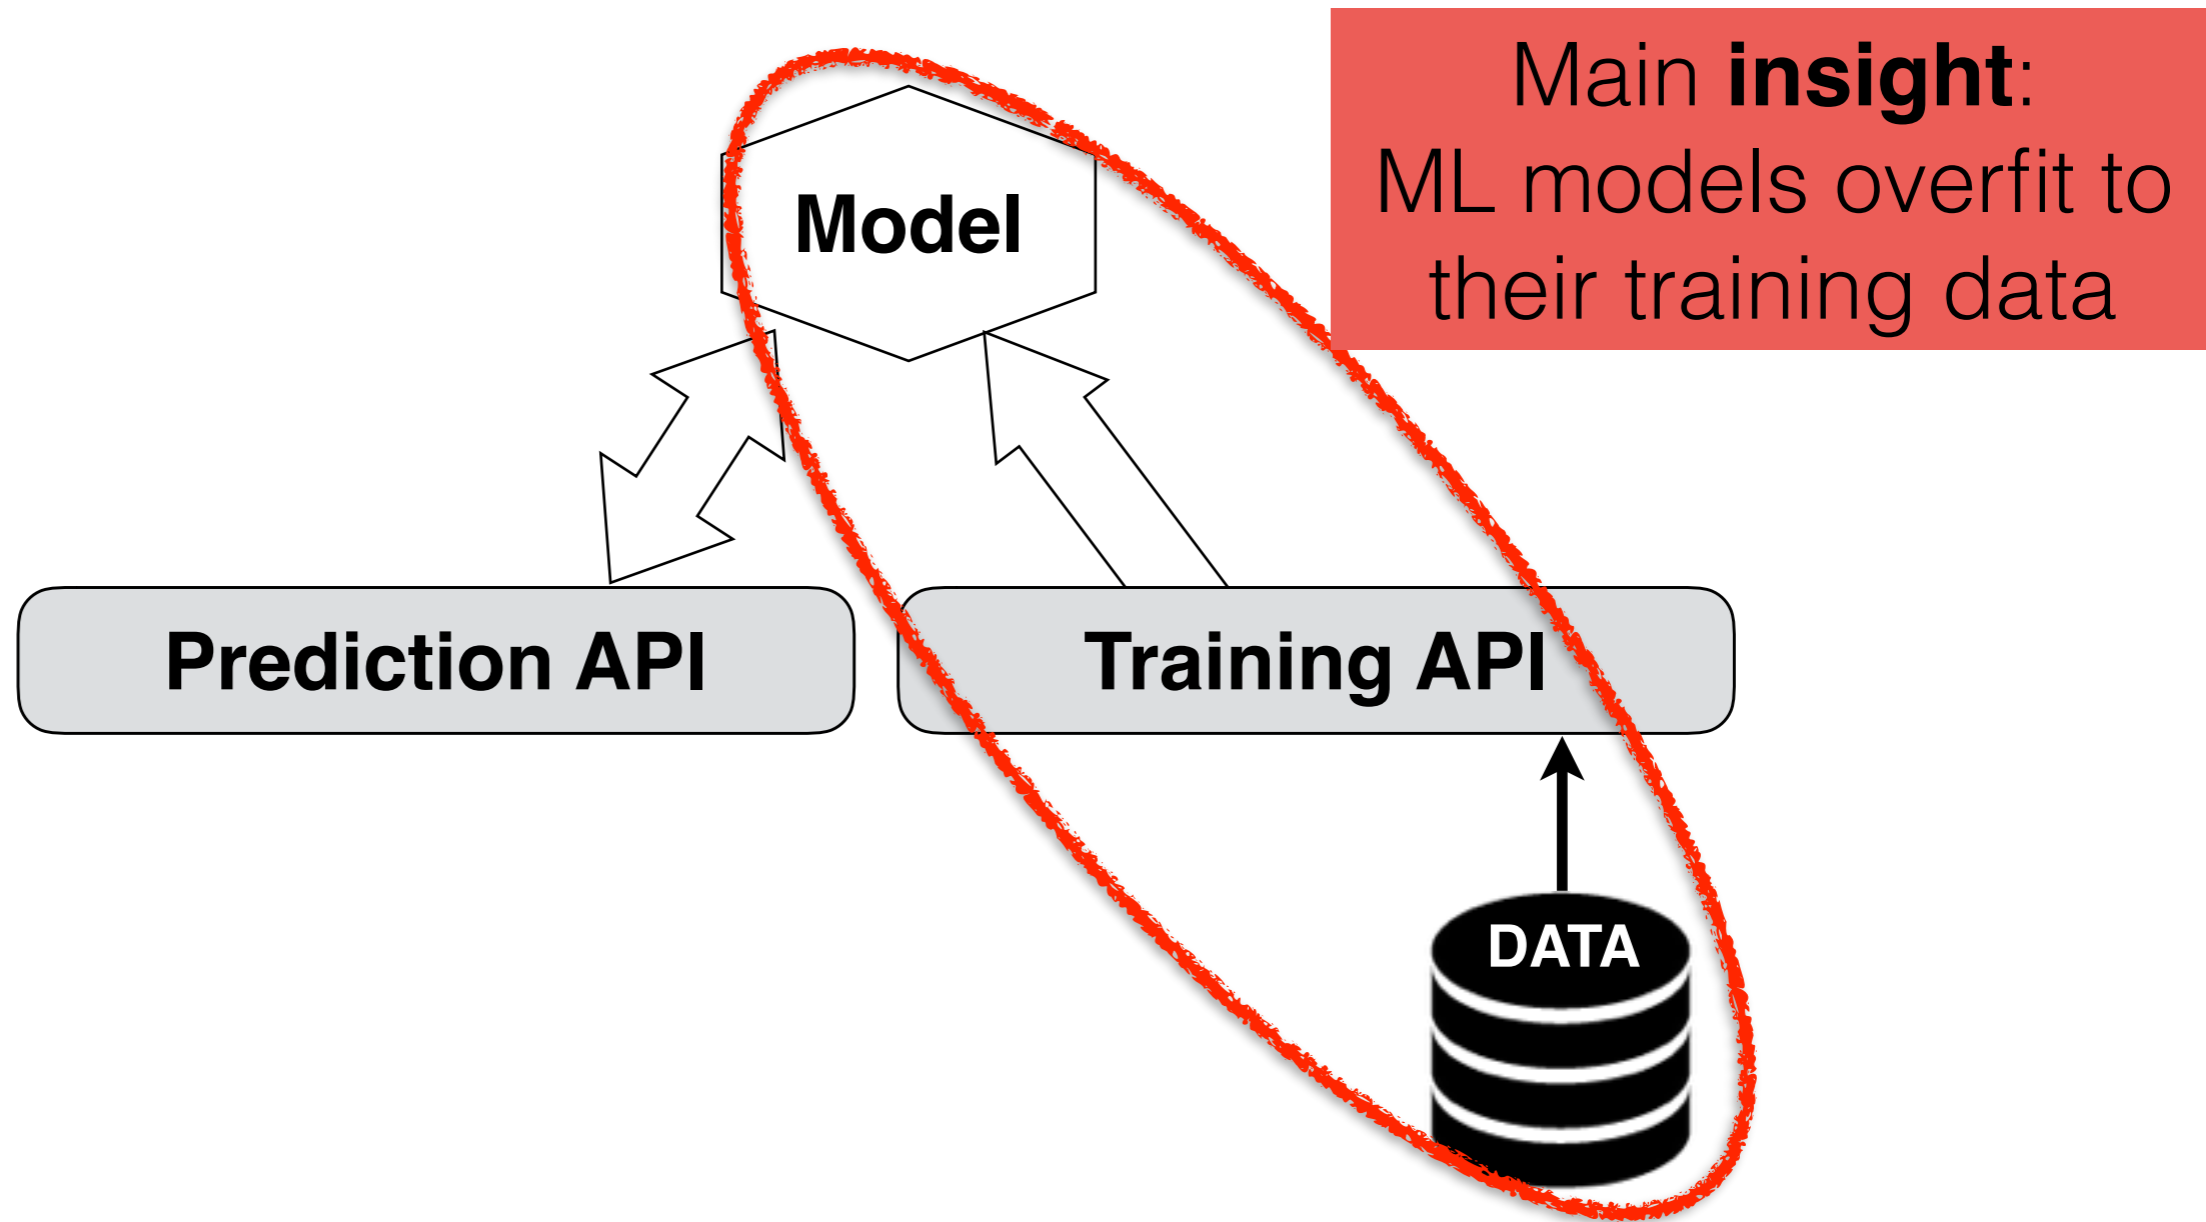 Main insight:
ML models overfit to
their training data
Model
Prediction API
Training API
DATA